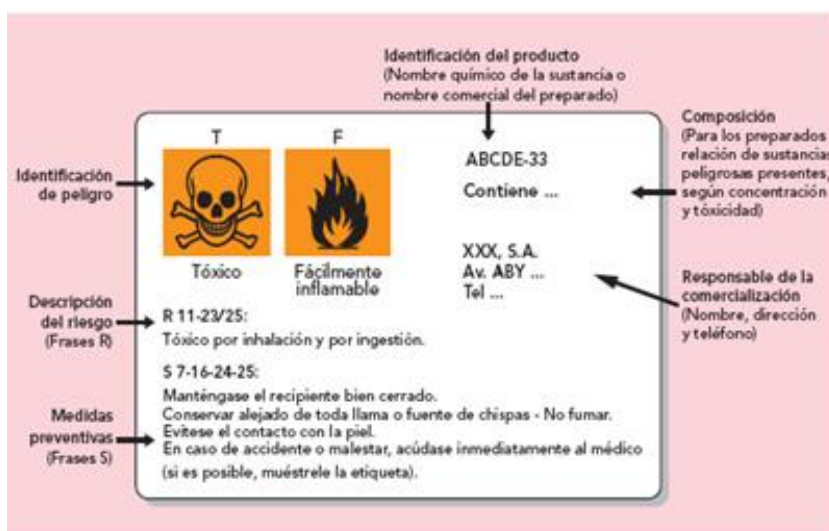 Identificación del producto
(Nombre químico de la sustancia o
nombre comercial del preparado)
Composición
(Para los preparados
relación de sustancias
peligrosas presentes,
según concentración
y tóxicidad)
Identificación
de peligro
T
F
Tóxico
Fácilmente
inflamable
ABCDE-33
Contiene ...
XXX, S.A.
Av. ABY ...
Tel ...
Responsable de la
comercialización
(Nombre, dirección
y teléfono)
Descripción
del riesgo
(Frases R)
R 11-23/25:
Tóxico por inhalación y por ingestión.
S 7-16-24-25:
Manténgase el recipiente bien cerrado.
Conservar alejado de toda llama o fuente de chispas - No fumar.
Evítese el contacto con la piel.
En caso de accidente o malestar, acúdase inmediatamente al médico
(si es posible, muéstrele la etiqueta).
Medidas
preventivas
(Frases S)